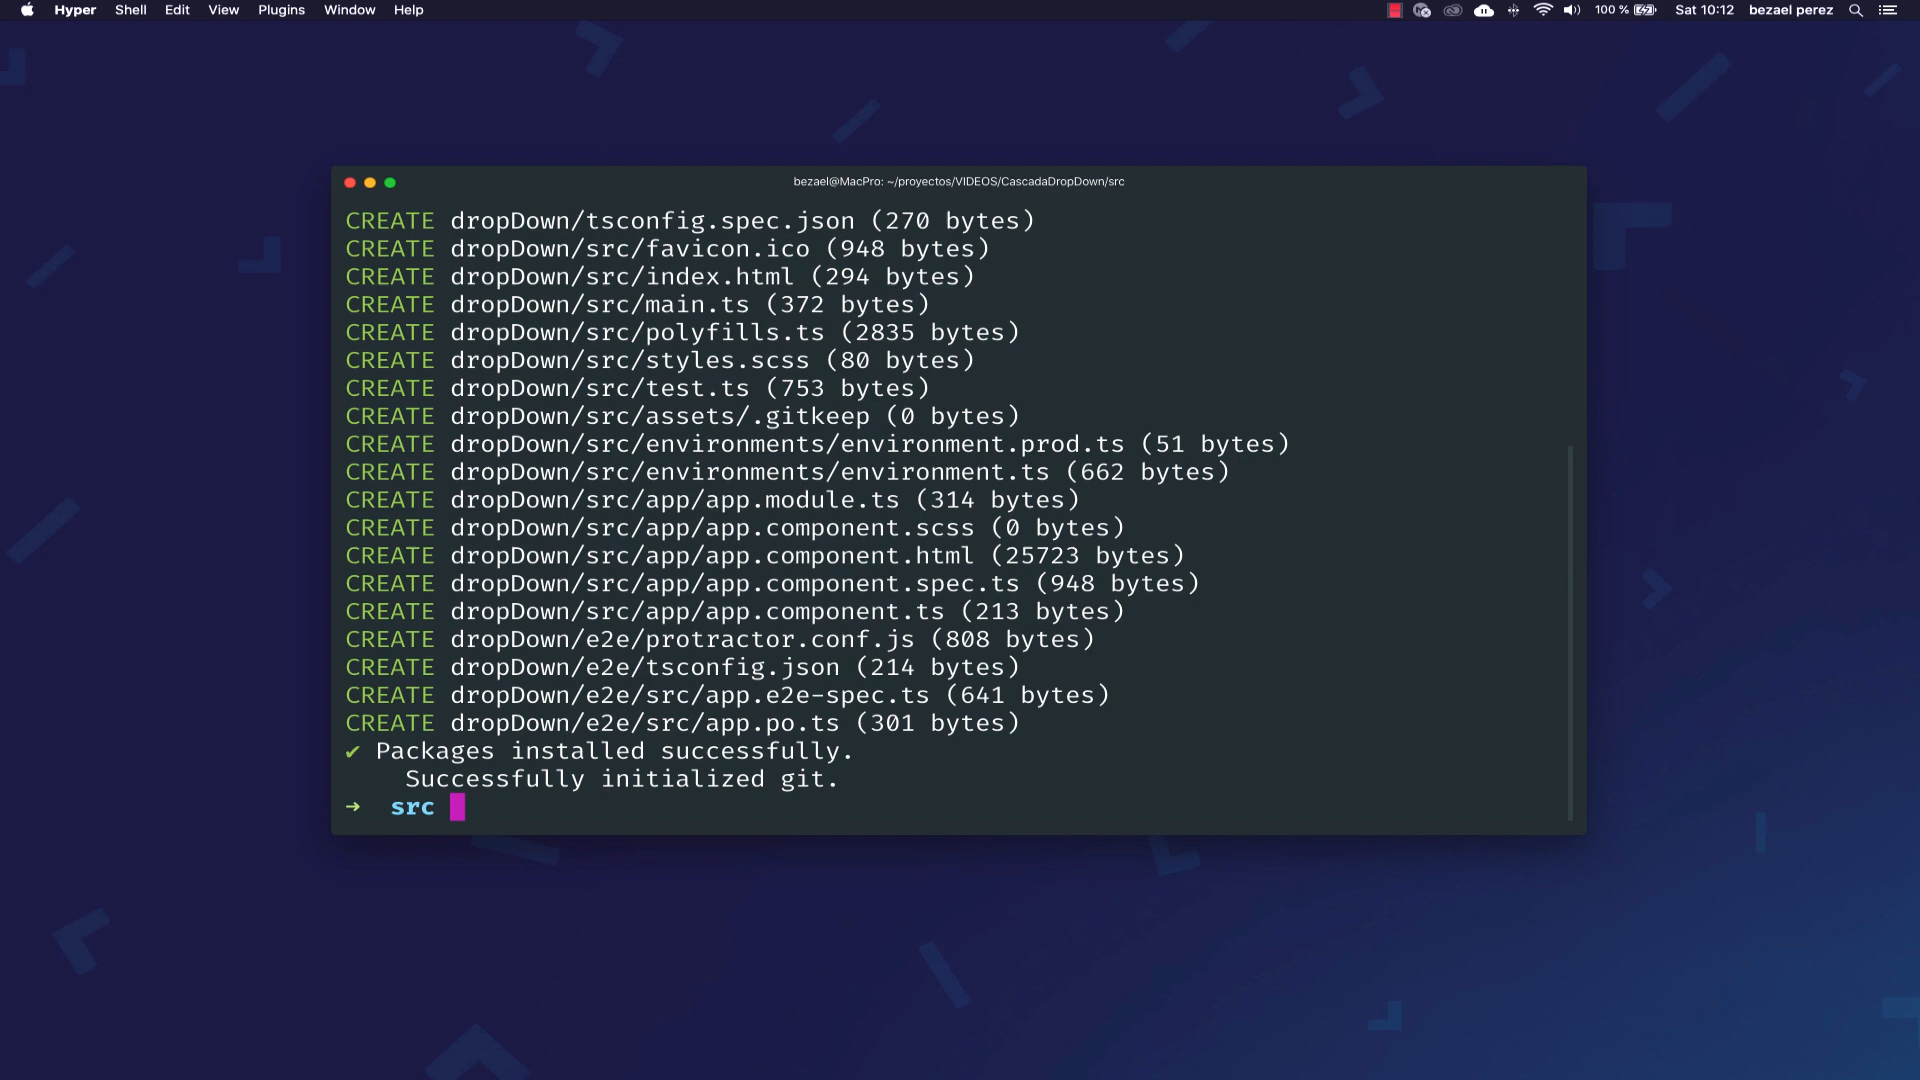 Hyper Shell Edit View Plugins Window Help 100 % Sat 10:12 bezael perez
bezael@MacPro: ~/proyectos/VIDEOS/CascadaDropDown/src
CREATE dropDown/tsconfig.spec.json (270 bytes)
CREATE dropDown/src/favicon.ico (948 bytes)
CREATE dropDown/src/index.html (294 bytes)
CREATE dropDown/src/main.ts (372 bytes)
CREATE dropDown/src/polyfills.ts (2835 bytes)
CREATE dropDown/src/styles.scss (80 bytes)
CREATE dropDown/src/test.ts (753 bytes)
CREATE dropDown/src/assets/.gitkeep (0 bytes)
CREATE dropDown/src/environments/environment.prod.ts (51 bytes)
CREATE dropDown/src/environments/environment.ts (662 bytes)
CREATE dropDown/src/app/app.module.ts (314 bytes)
CREATE dropDown/src/app/app.component.scss (0 bytes)
CREATE dropDown/src/app/app.component.html (25723 bytes)
CREATE dropDown/src/app/app.component.spec.ts (948 bytes)
CREATE dropDown/src/app/app.component.ts (213 bytes)
CREATE dropDown/e2e/protractor.conf.js (808 bytes)
CREATE dropDown/e2e/tsconfig.json (214 bytes)
CREATE dropDown/e2e/src/app.e2e-spec.ts (641 bytes)
CREATE dropDown/e2e/src/app.po.ts (301 bytes)
✔ Packages installed successfully.
Successfully initialized git.
➜ src